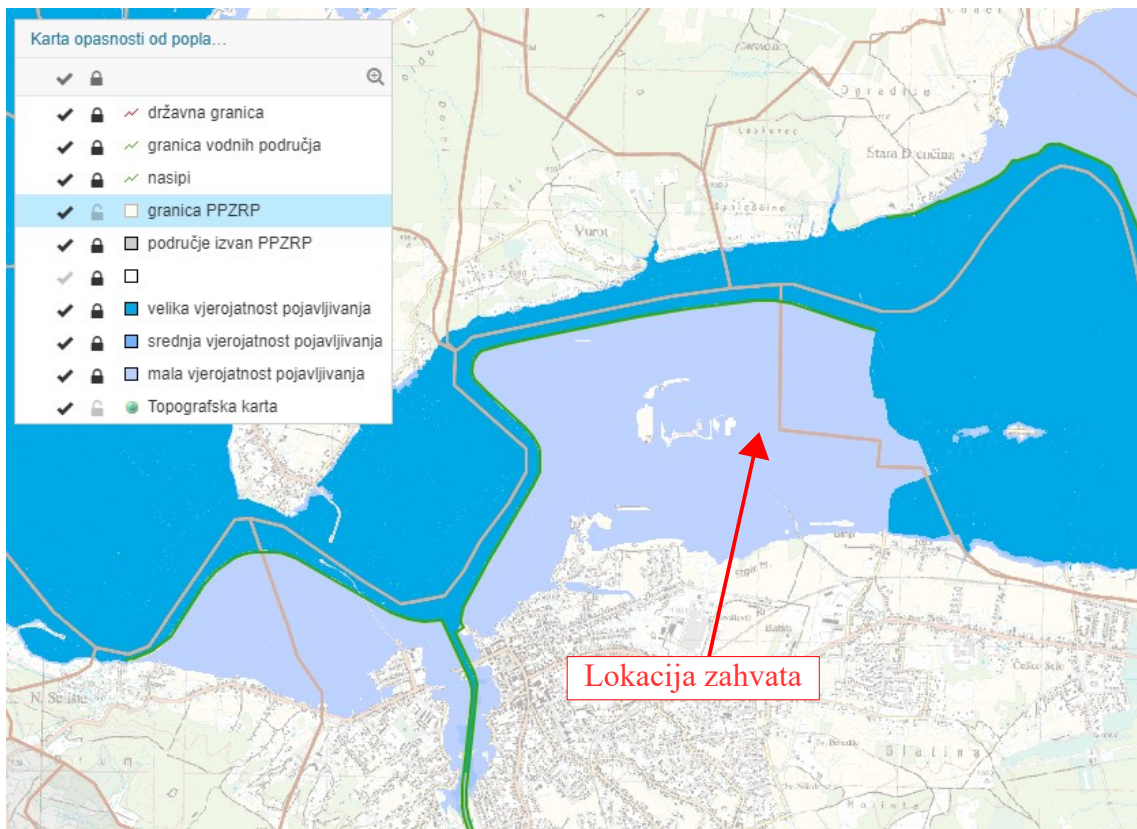 Karta opasnosti od popla...
državna granica
granica vodnih područja
nasipi
granica PPZRP
područje izvan PPZRP
velika vjerojatnost pojavljivanja
srednja vjerojatnost pojavljivanja
mala vjerojatnost pojavljivanja
Topografska karta
Stara Drenčina
Vurot
Lokacija zahvata
Češko Selo
N. Selište
Slatina